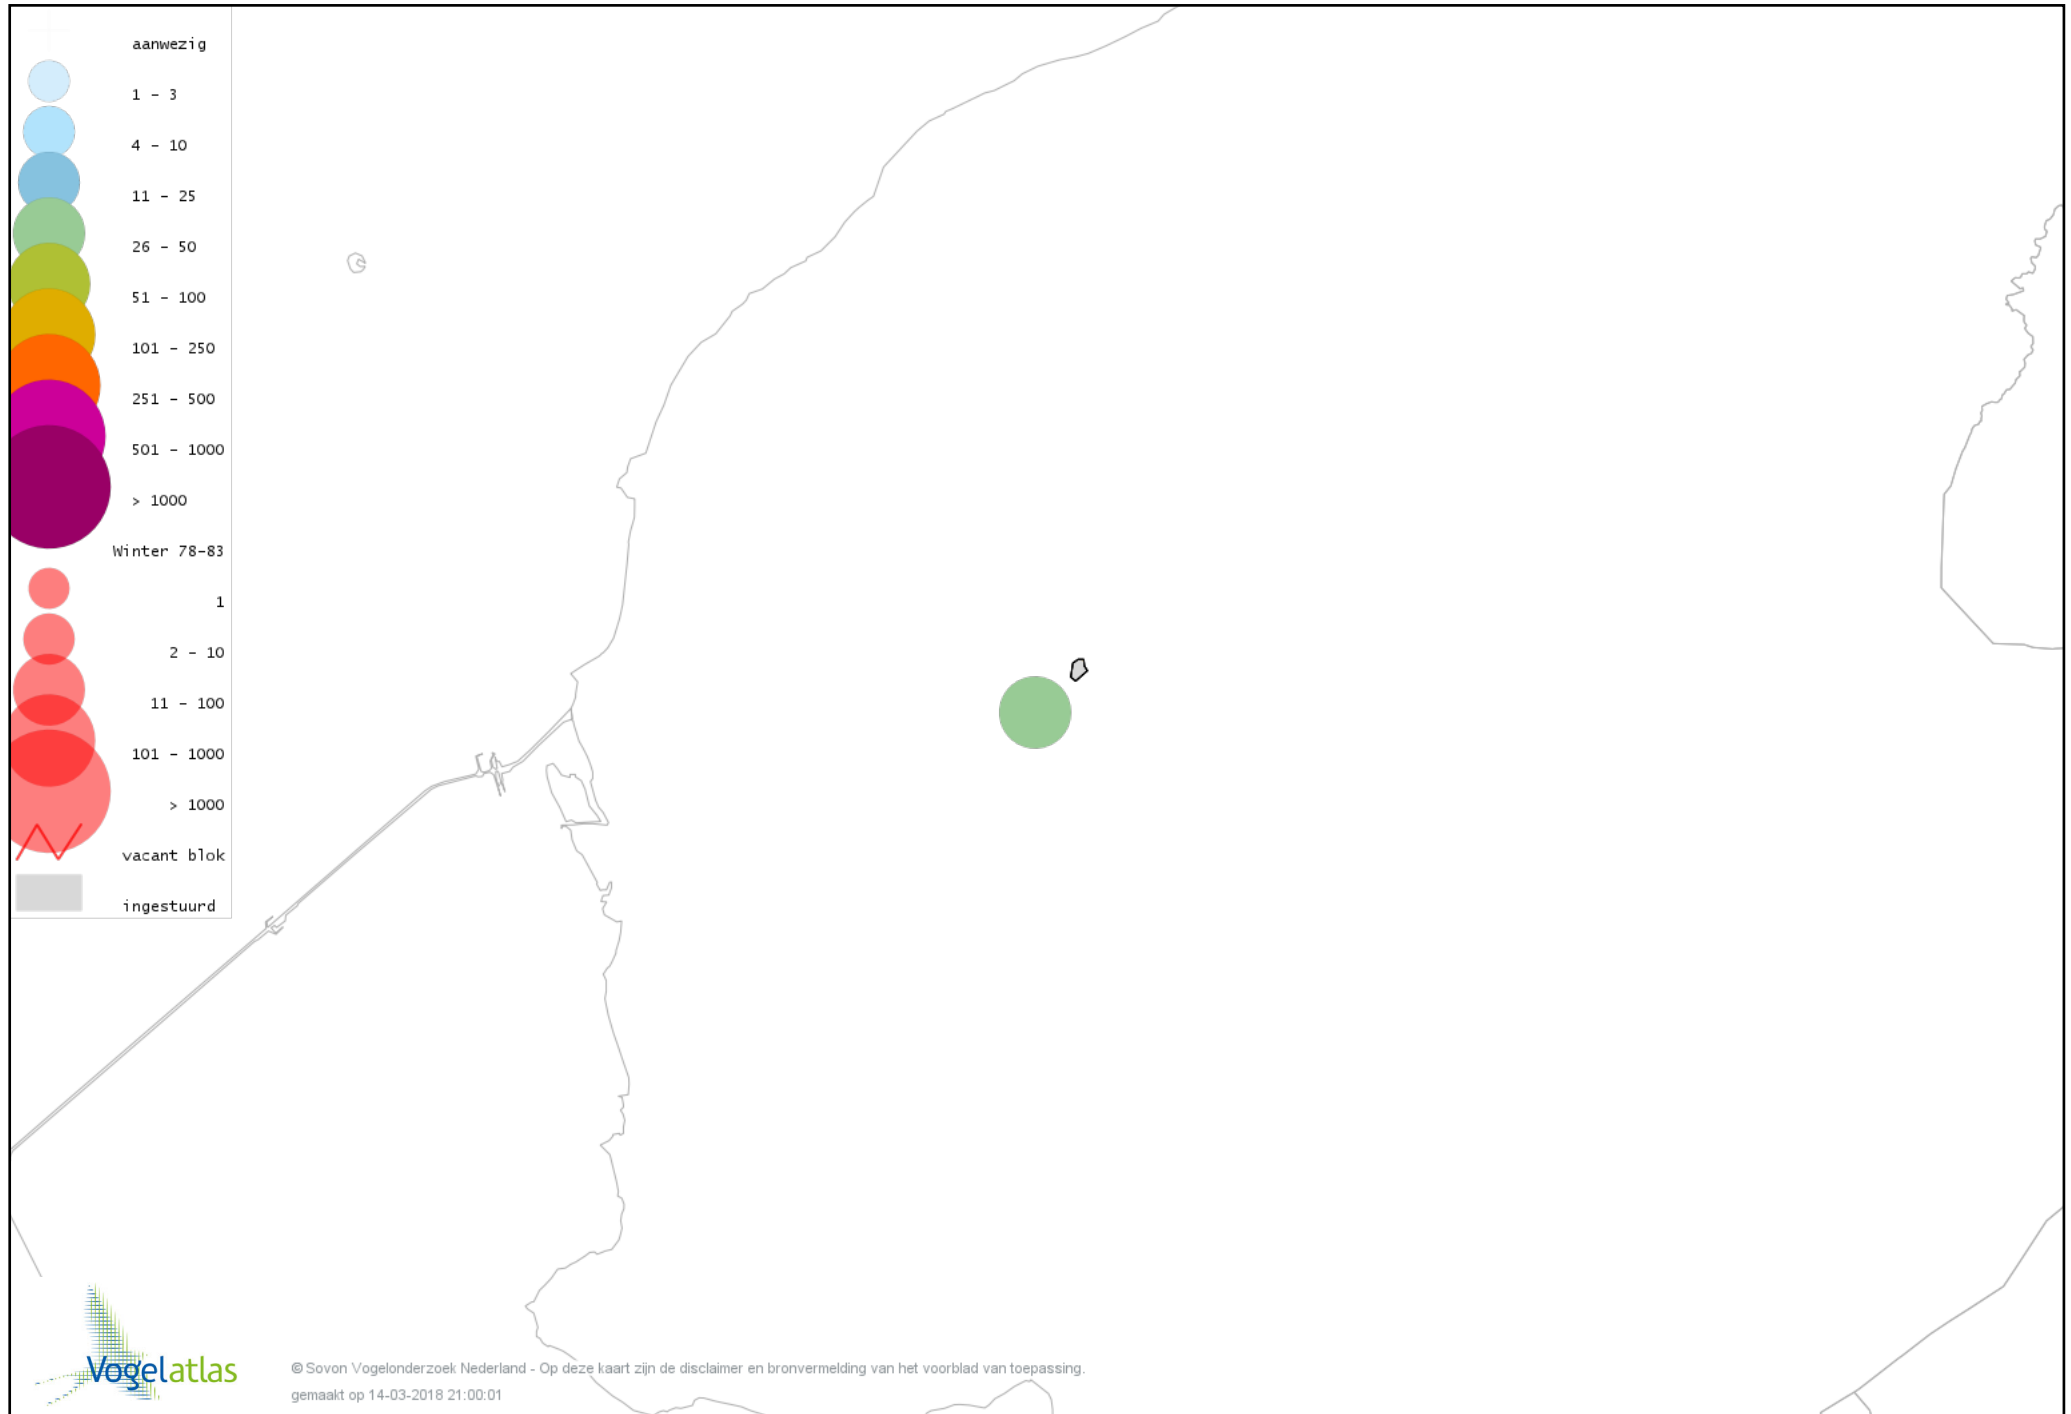 aanwezig
1 - 3
4 - 10
11 - 25
26 - 50
51 - 100
101 - 250
251 - 500
501 - 1000
> 1000
Winter 78-83
1
2 - 10
11 - 100
101 - 1000
> 1000
vacant blok
ingestuurd
Vogelatlas
© Sovon Vogelonderzoek Nederland - Op deze kaart zijn de disclaimer en bronvermelding van het voorblad van toepassing.
gemaakt op 14-03-2018 21:00:01